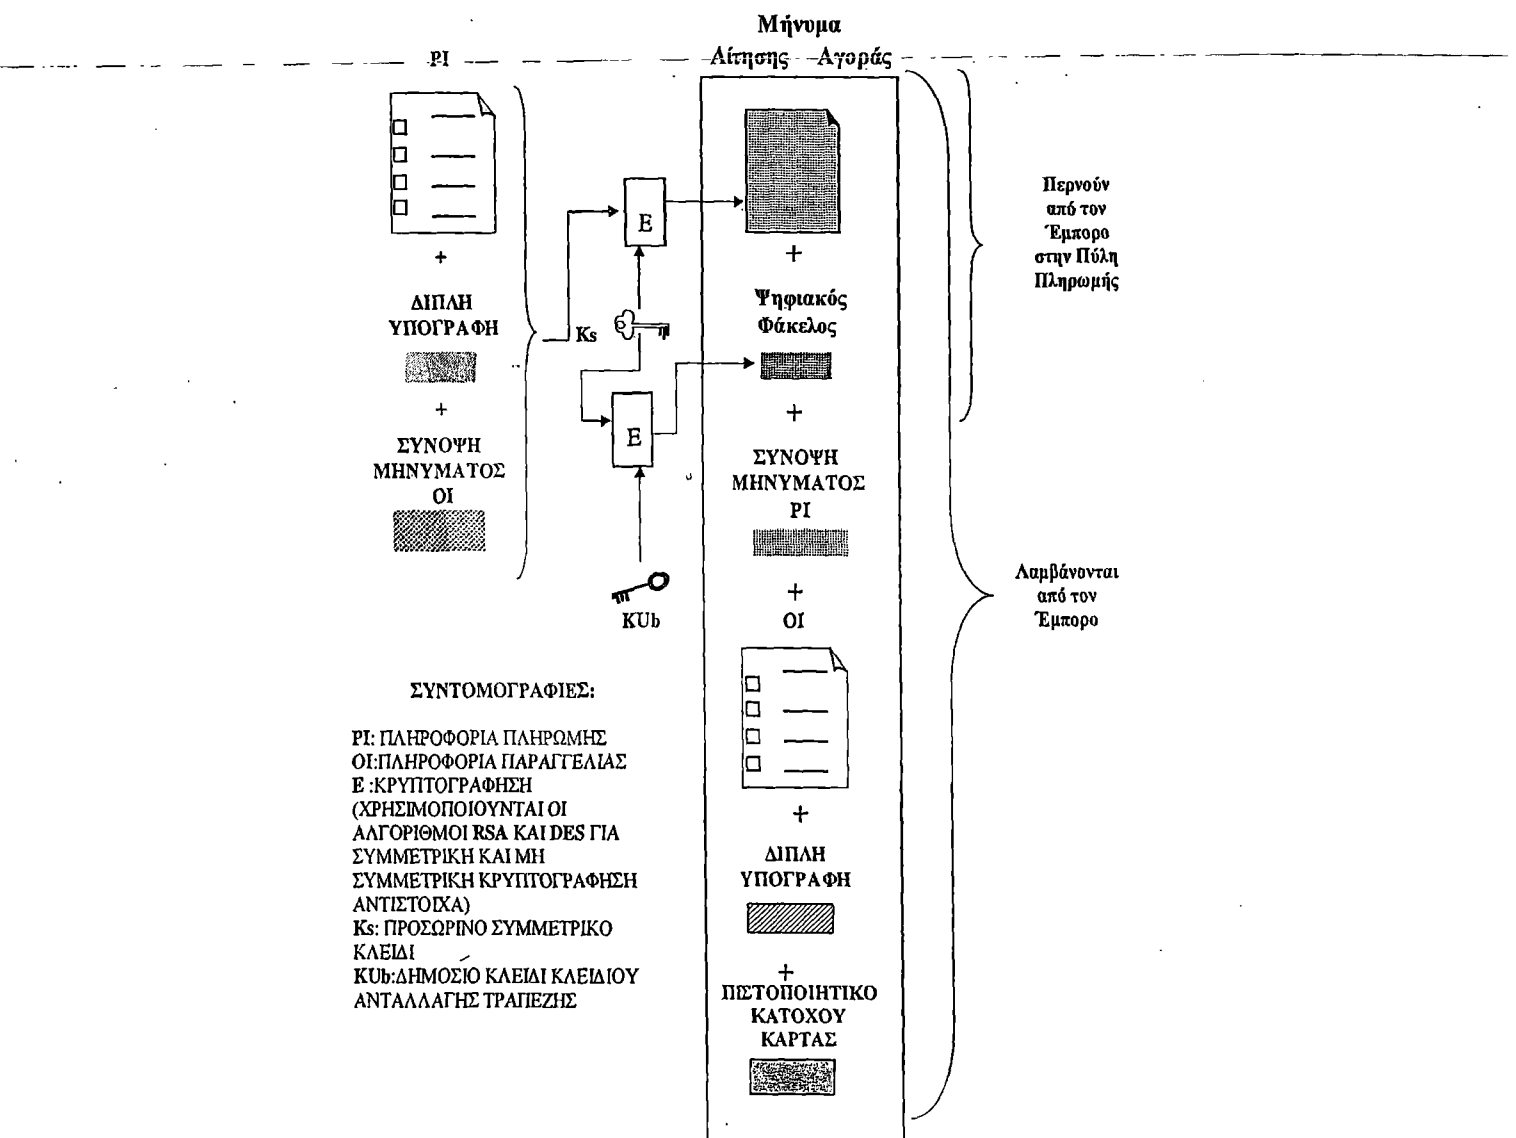 Μήνυμα
Αίτησης Αγοράς
PI
+
ΔΙΠΛΗ
ΥΠΟΓΡΑΦΗ
+
ΣΥΝΟΨΗ
ΜΗΝΥΜΑΤΟΣ
OI
E
Ks
E
KUb
+
Ψηφιακός
Φάκελος
+
ΣΥΝΟΨΗ
ΜΗΝΥΜΑΤΟΣ
PI
+
OI
+
ΔΙΠΛΗ
ΥΠΟΓΡΑΦΗ
+
ΠΙΣΤΟΠΟΙΗΤΙΚΟ
ΚΑΤΟΧΟΥ
ΚΑΡΤΑΣ
Περνούν
από τον
Έμπορο
στην Πύλη
Πληρωμής
Λαμβάνονται
από τον
Έμπορο
ΣΥΝΤΟΜΟΓΡΑΦΙΕΣ:
PI: ΠΛΗΡΟΦΟΡΙΑ ΠΛΗΡΩΜΗΣ
OI:ΠΛΗΡΟΦΟΡΙΑ ΠΑΡΑΓΓΕΛΙΑΣ
E :ΚΡΥΠΤΟΓΡΑΦΗΣΗ
(ΧΡΗΣΙΜΟΠΟΙΟΥΝΤΑΙ ΟΙ
ΑΛΓΟΡΙΘΜΟΙ RSA ΚΑΙ DES ΓΙΑ
ΣΥΜΜΕΤΡΙΚΗ ΚΑΙ ΜΗ
ΣΥΜΜΕΤΡΙΚΗ ΚΡΥΠΤΟΓΡΑΦΗΣΗ
ΑΝΤΙΣΤΟΙΧΑ)
Ks: ΠΡΟΣΩΡΙΝΟ ΣΥΜΜΕΤΡΙΚΟ
ΚΛΕΙΔΙ
KUb:ΔΗΜΟΣΙΟ ΚΛΕΙΔΙ ΚΛΕΙΔΙΟΥ
ΑΝΤΑΛΛΑΓΗΣ ΤΡΑΠΕΖΗΣ